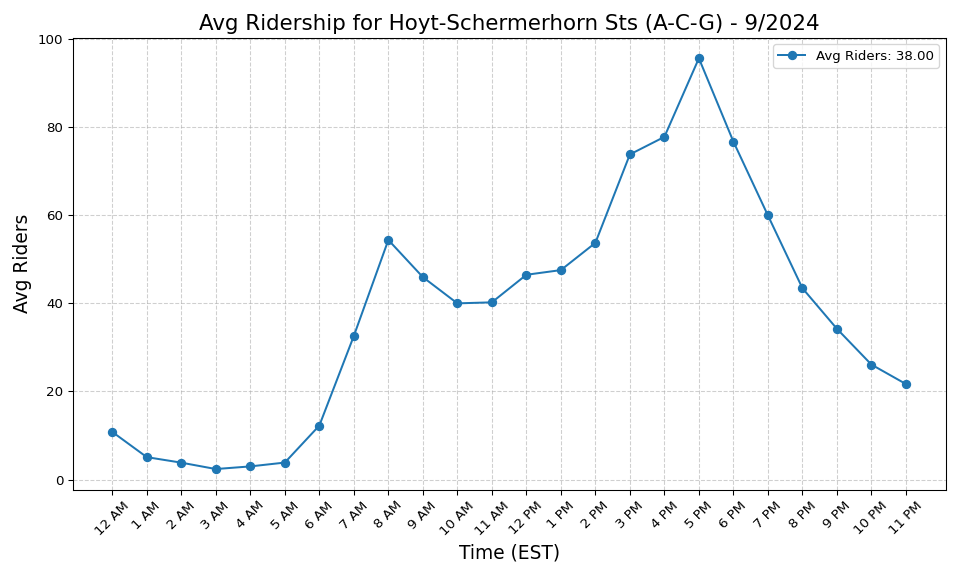 Avg Ridership for Hoyt-Schermerhorn Sts (A-C-G) - 9/2024
Avg Riders: 38.00
100
80
60
40
20
0
Avg Riders
12 AM
1 AM
2 AM
3 AM
4 AM
5 AM
6 AM
7 AM
8 AM
9 AM
10 AM
11 AM
12 PM
1 PM
2 PM
3 PM
4 PM
5 PM
6 PM
7 PM
8 PM
9 PM
10 PM
11 PM
Time (EST)